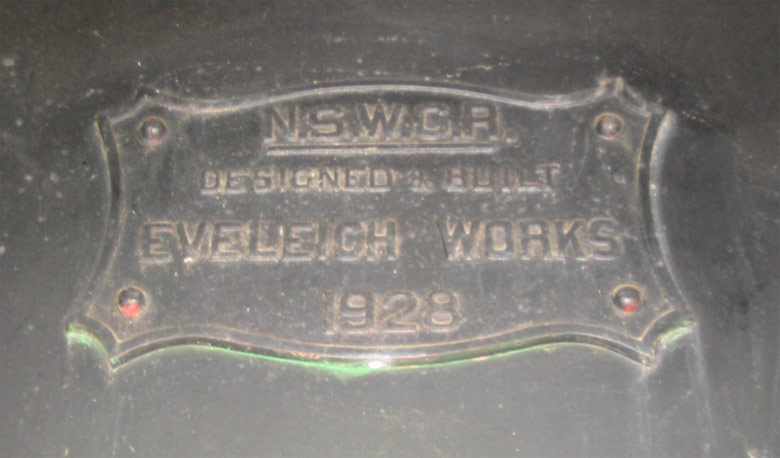 N.S.W.G.R.
DESIGNED & BUILT
EVELEIGH WORKS
1928